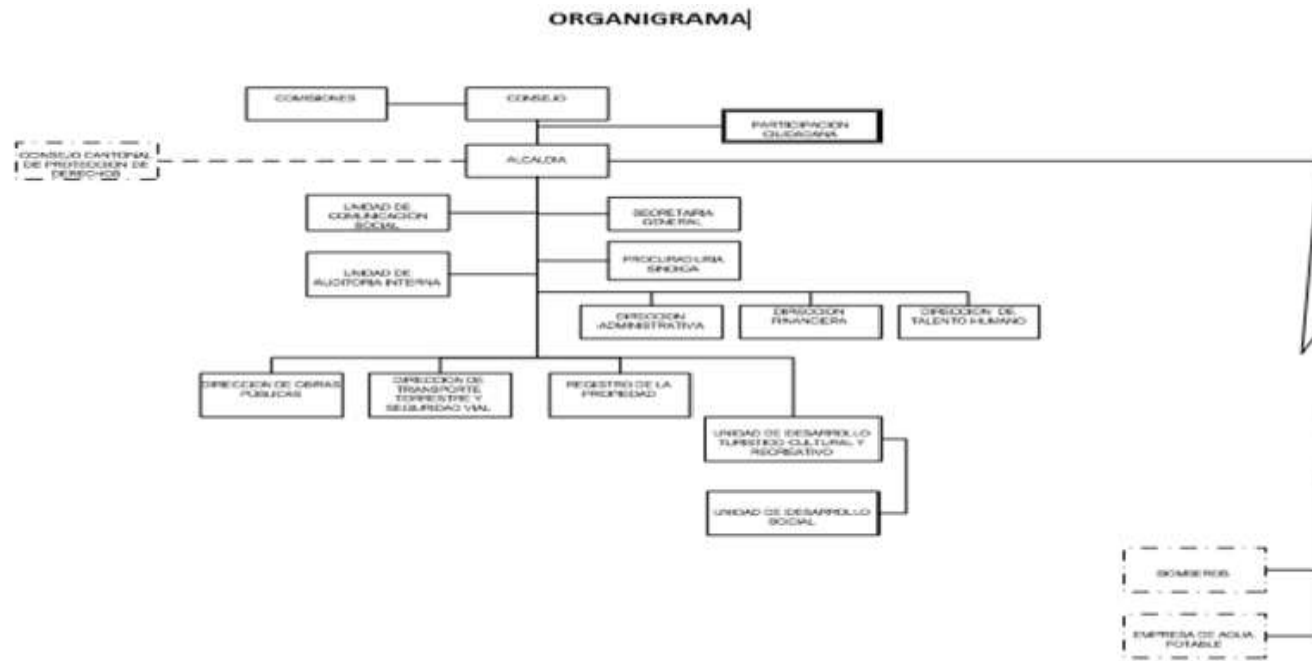 ORGANIGRAMA
COMISIONES
CONSEJO
PARTICIPACION
CIUDADANA
CONSEJO CANTONAL
DE PROTECCION DE
DERECHOS
ALCALDIA
UNIDAD DE
COMUNICACION
SOCIAL
SECRETAIRIA
GENERAL
UNIDAD DE
AUDITORIA INTERNA
PROCURADURIA
SINDICA
DIRECCION
ADMINISTRATIVA
DIRECCION
FINANCIERA
DIRECCION DE
TALENTO HUMANO
DIRECCION DE OBRAS
PÚBLICAS
DIRECCION DE
TRANSPORTE
TERRESTRE Y
SEGURIDAD VIAL
REGISTRO DE LA
PROPIEDAD
UNIDAD DE DESARROLLO
TURISTICO CULTURAL Y
RECREATIVO
UNIDAD DE DESARROLLO
SOCIAL
BOMBEROS
EMPRESA DE AGUA
POTABLE